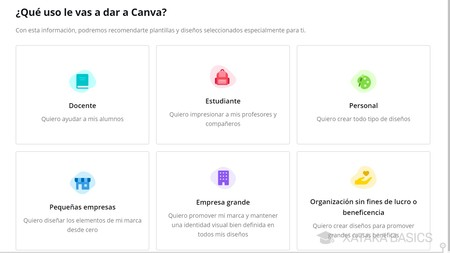 ¿Qué uso le vas a dar a Canva?
Con esta información, podremos recomendarte plantillas y diseños seleccionados especialmente para ti.
Docente
Quiero ayudar a mis alumnos
Estudiante
Quiero impresionar a mis profesores y
compañeros
Personal
Quiero crear todo tipo de diseños
Pequeñas empresas
Quiero diseñar los elementos de mi marca
desde cero
Empresa grande
Quiero promover mi marca y mantener
una identidad visual bien definida en
todos mis diseños
Organización sin fines de lucro o
beneficencia
Quiero crear diseños para promover
grandes causas benéficas
XATAKA BASICS